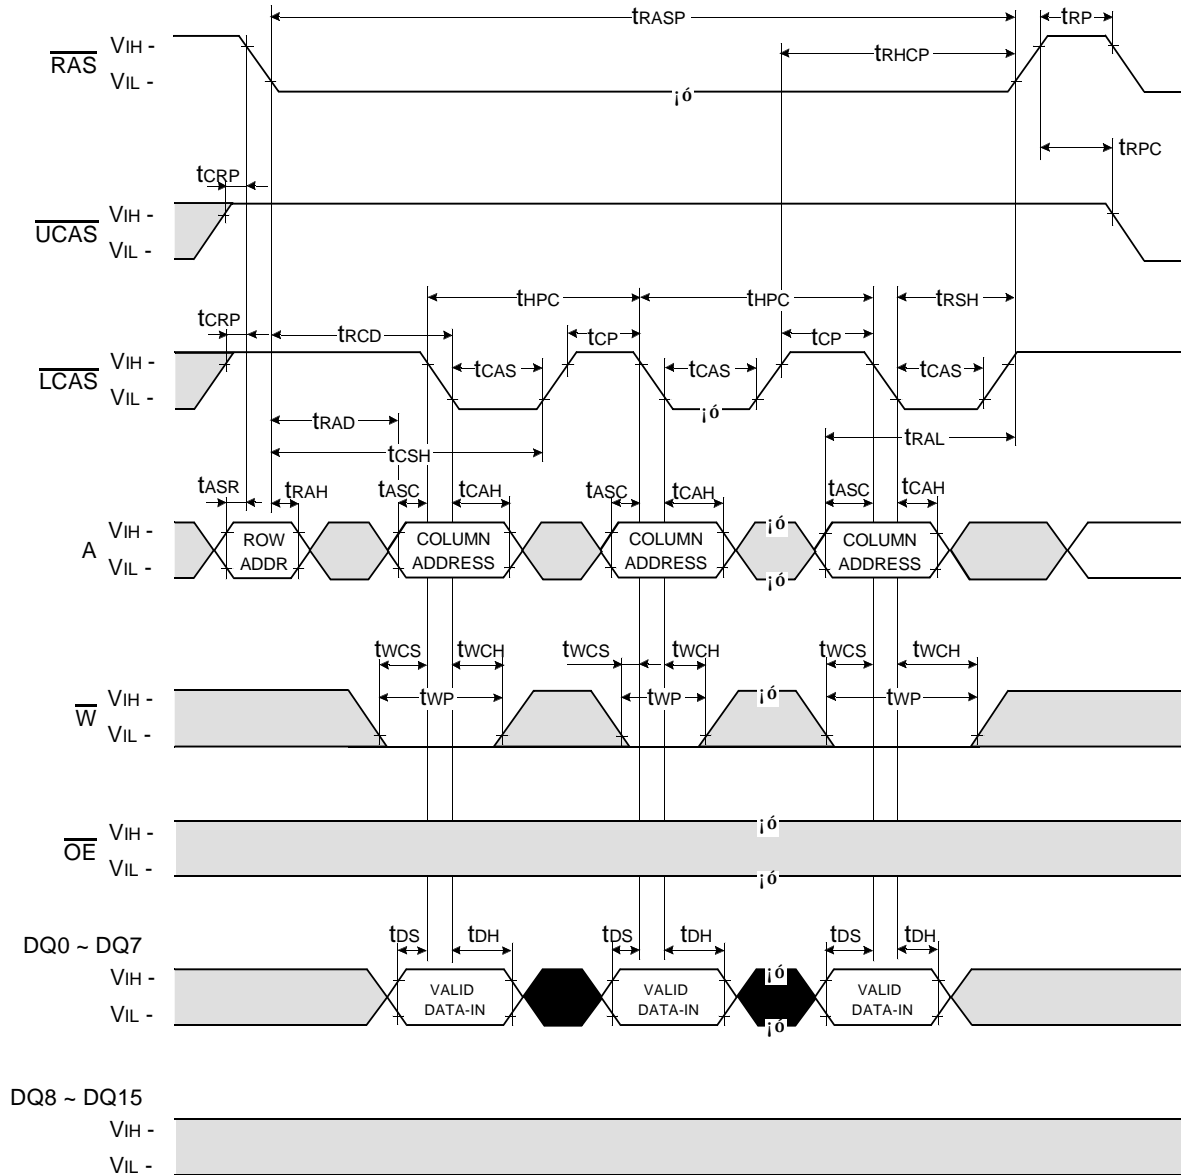 tRASP
tRP
RAS
VIH -
VIL -
tRHCP
¡ó
tRPC
tCRP
UCAS
VIH -
VIL -
tHPC
tHPC
tRSH
tCRP
tRCD
tCP
tCP
LCAS
VIH -
VIL -
tCAS
tCAS
tCAS
¡ó
tRAD
tCSH
tRAL
tASR
tRAH
tASC
tCAH
tASC
tCAH
tASC
tCAH
A
VIH -
VIL -
ROW
ADDR
COLUMN
ADDRESS
COLUMN
ADDRESS
¡ó
¡ó
COLUMN
ADDRESS
tWCS
tWCH
tWCS
tWCH
tWCS
tWCH
W
VIH -
VIL -
tWP
tWP
¡ó
tWP
OE
VIH -
VIL -
¡ó
¡ó
DQ0 ~ DQ7
tDS
tDH
tDS
tDH
tDS
tDH
VIH -
VIL -
VALID
DATA-IN
VALID
DATA-IN
¡ó
¡ó
VALID
DATA-IN
DQ8 ~ DQ15
VIH -
VIL -